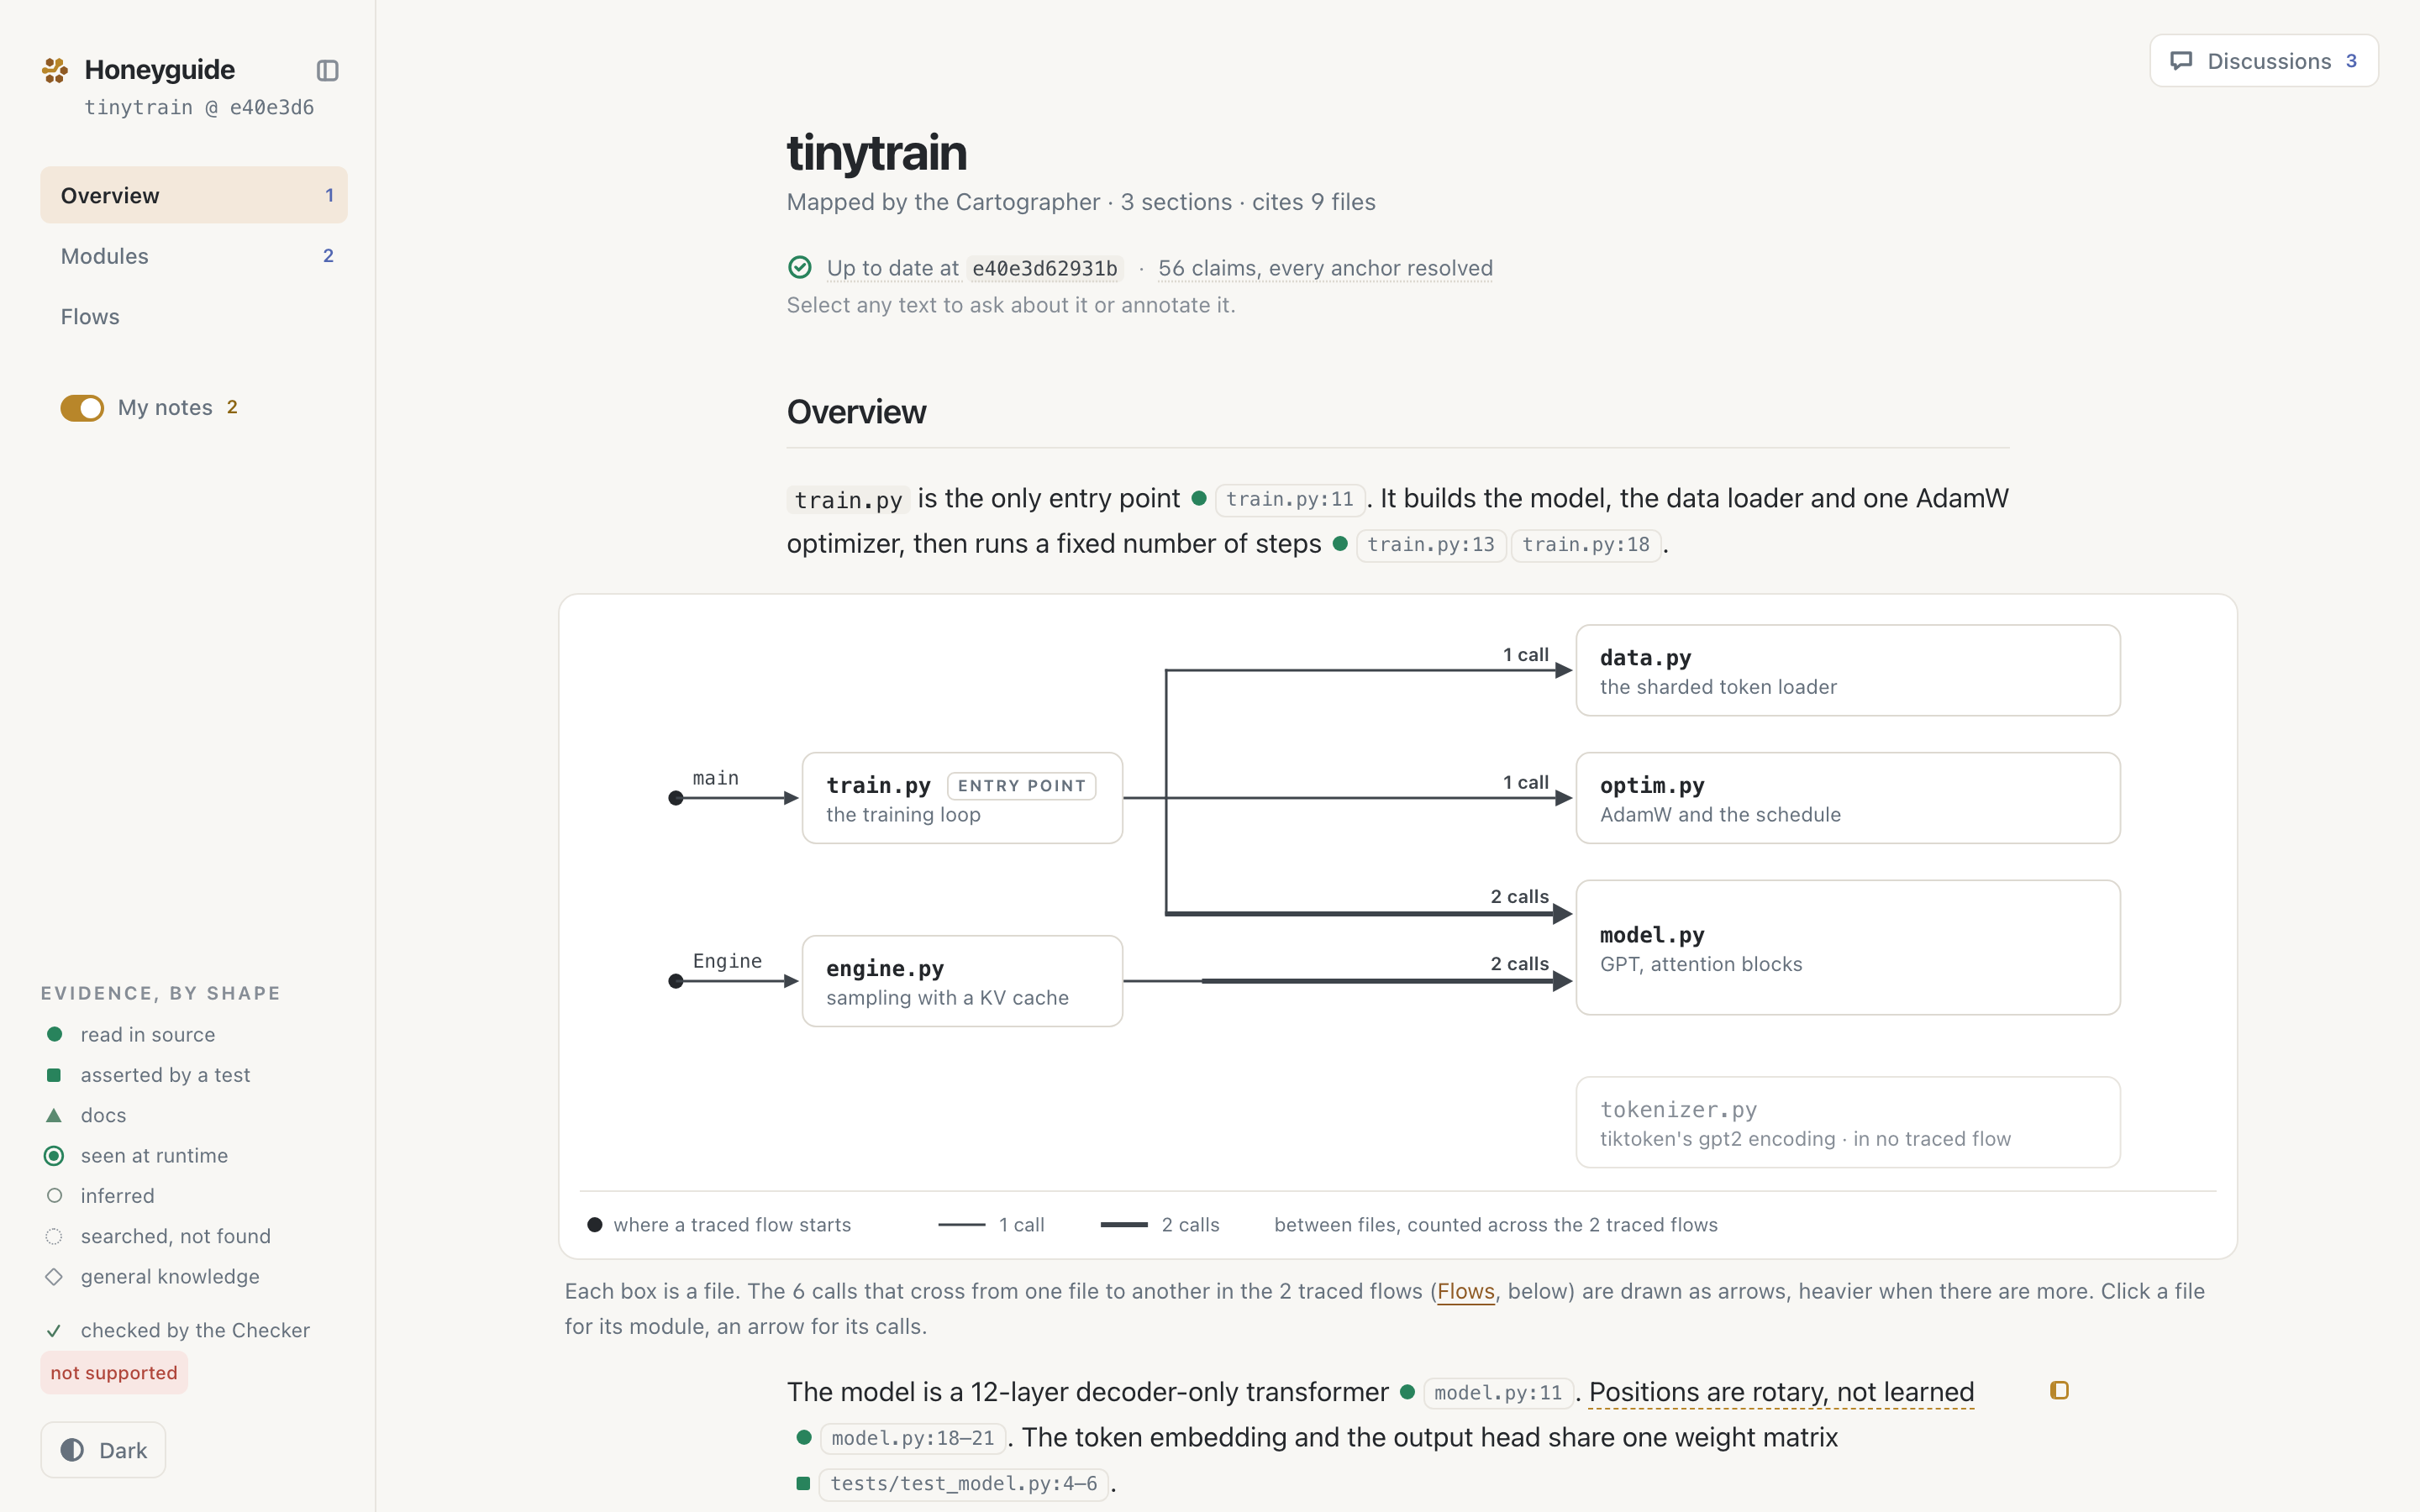 Honeyguide
tinytrain @ e40e3d6
Overview 1
Modules 2
Flows
My notes 2
EVIDENCE, BY SHAPE
read in source
asserted by a test
docs
seen at runtime
inferred
searched, not found
general knowledge
checked by the Checker
not supported
Dark
Discussions 3
tinytrain
Mapped by the Cartographer · 3 sections · cites 9 files
Up to date at e40e3d62931b · 56 claims, every anchor resolved
Select any text to ask about it or annotate it.
Overview
train.py is the only entry point train.py:11. It builds the model, the data loader and one AdamW
optimizer, then runs a fixed number of steps train.py:13 train.py:18.
main
train.py ENTRY POINT
the training loop
Engine
engine.py
sampling with a KV cache
1 call
data.py
the sharded token loader
1 call
optim.py
AdamW and the schedule
2 calls
2 calls
model.py
GPT, attention blocks
tokenizer.py
tiktoken's gpt2 encoding · in no traced flow
where a traced flow starts 1 call 2 calls between files, counted across the 2 traced flows
Each box is a file. The 6 calls that cross from one file to another in the 2 traced flows (Flows, below) are drawn as arrows, heavier when there are more. Click a file
for its module, an arrow for its calls.
The model is a 12-layer decoder-only transformer model.py:11. Positions are rotary, not learned
model.py:18–21. The token embedding and the output head share one weight matrix
tests/test_model.py:4–6.